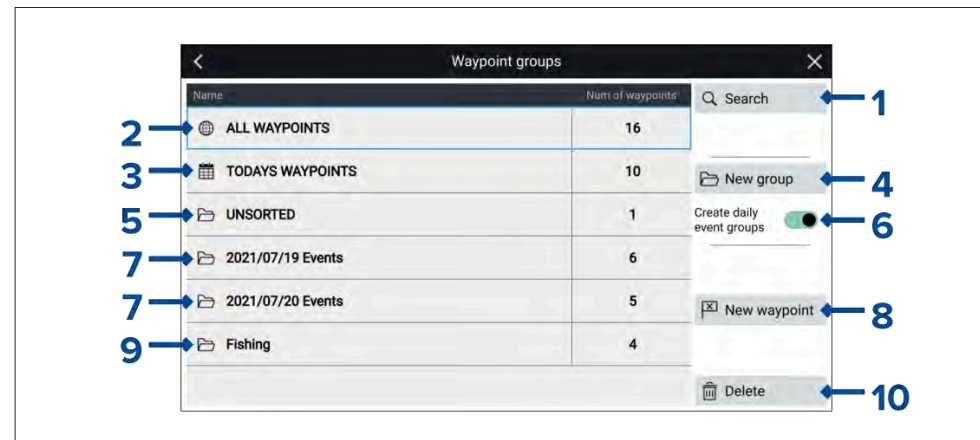 Waypoint groups
Name Num of waypoints Search 1
2 ALL WAYPOINTS 16
3 TODAYS WAYPOINTS 10 New group 4
5 UNSORTED 1 Create daily
event groups 6
7 2021/07/19 Events 6
7 2021/07/20 Events 5 New waypoint 8
9 Fishing 4
Delete 10